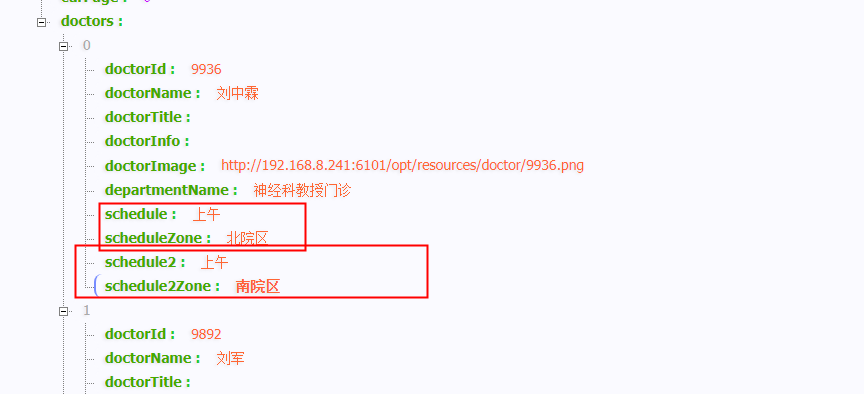 doctors :
0
doctorId : 9936
doctorName : 刘中霖
doctorTitle :
doctorInfo :
doctorImage : http://192.168.8.241:6101/opt/resources/doctor/9936.png
departmentName : 神经科教授门诊
schedule : 上午
scheduleZone : 北院区
schedule2 : 上午
schedule2Zone : 南院区
1
doctorId : 9892
doctorName : 刘军
doctorTitle :